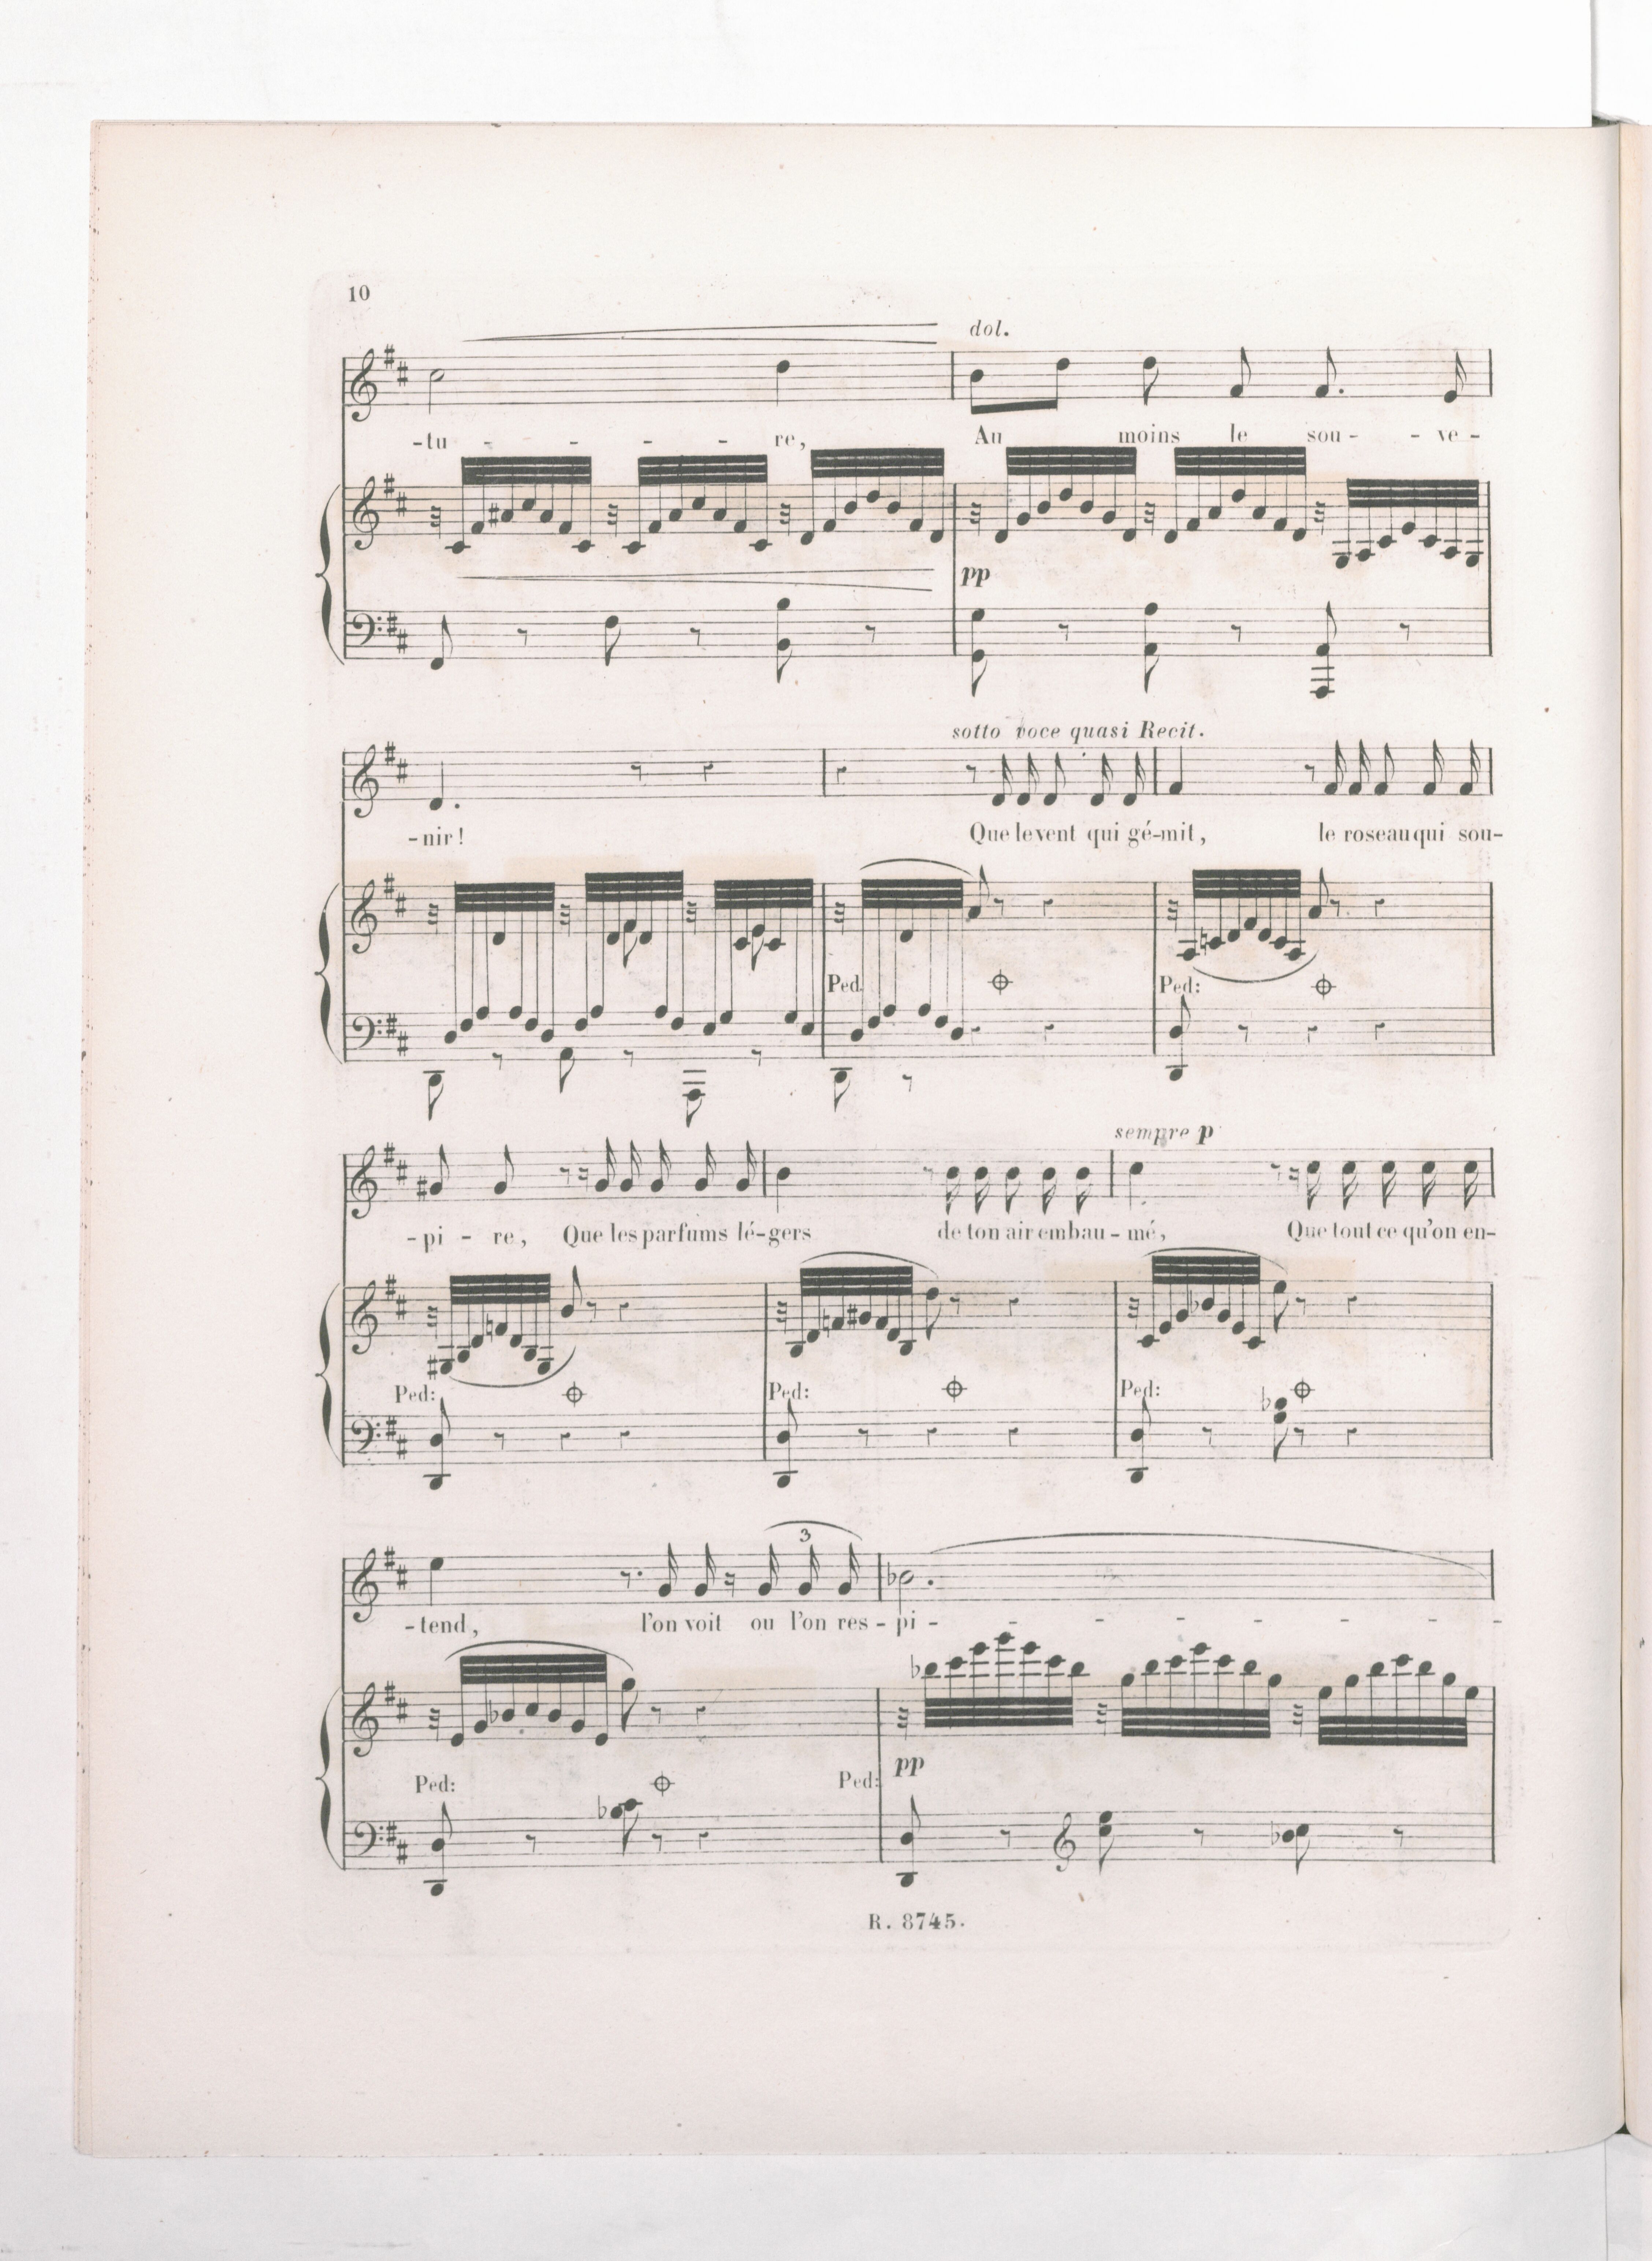 10
dol.
-tu - - - - re, Au moins le sou - - ve -
pp
sotto voce quasi Recit.
-nir! Que le vent qui gé-mit, le roseau qui sou-
Ped. Ped:
sempre p
-pi - re, Que les parfums lé-gers de ton air embau-mé, Que tout ce qu'on en-
Ped: Ped: Ped:
3
-tend, l'on voit ou l'on res-pi - - - - - - - -
pp
Ped: Ped:
R. 8745.